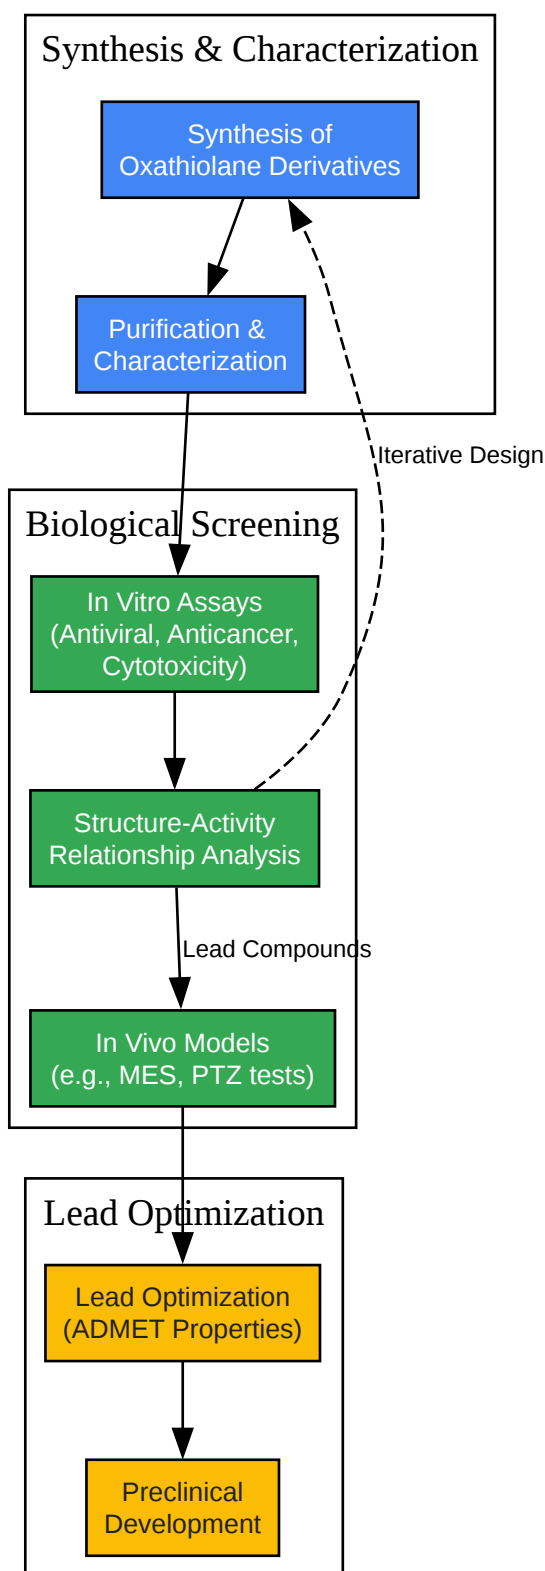 Synthesis & Characterization
Synthesis of
Oxathiolane Derivatives
Purification &
Characterization
Iterative Design
Biological Screening
In Vitro Assays
(Antiviral, Anticancer,
Cytotoxicity)
Structure-Activity
Relationship Analysis
Lead Compounds
In Vivo Models
(e.g., MES, PTZ tests)
Lead Optimization
Lead Optimization
(ADMET Properties)
Preclinical
Development